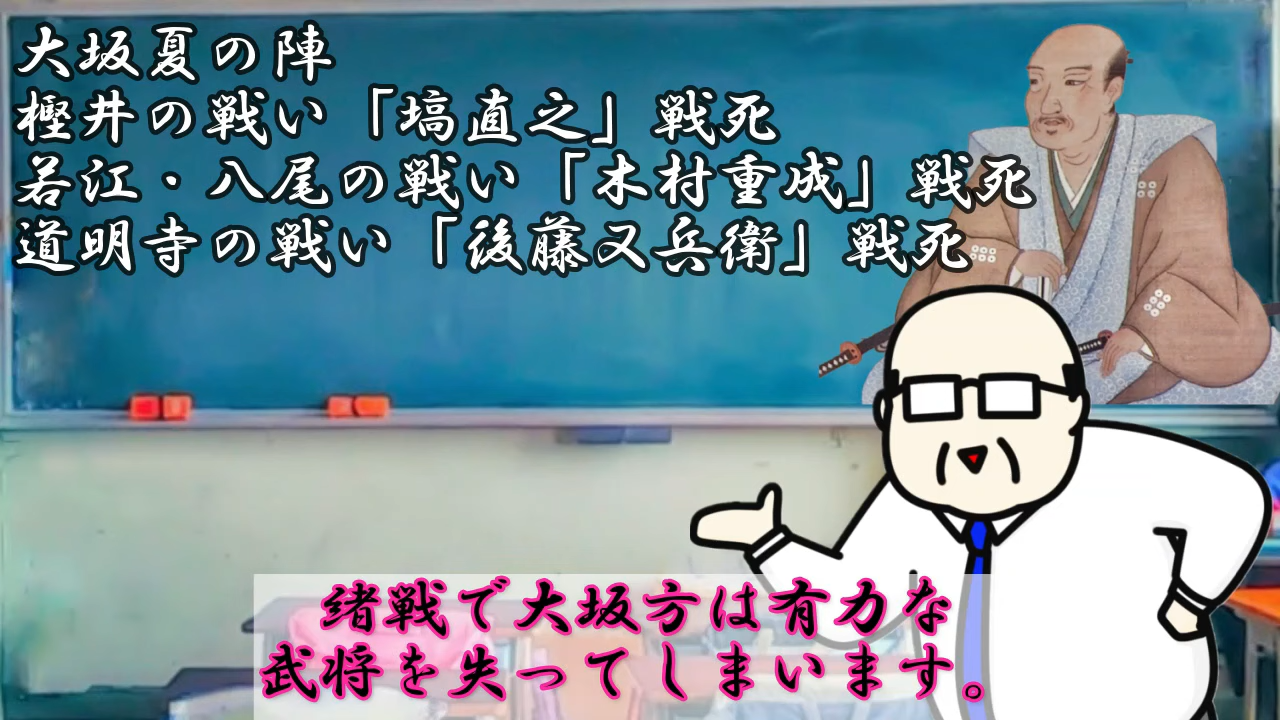 大坂夏の陣
樫井の戦い「塙直之」戦死
若江・八尾の戦い「木村重成」戦死
道明寺の戦い「後藤又兵衛」戦死
緒戦で大坂方は有力な
武将を失ってしまいます。